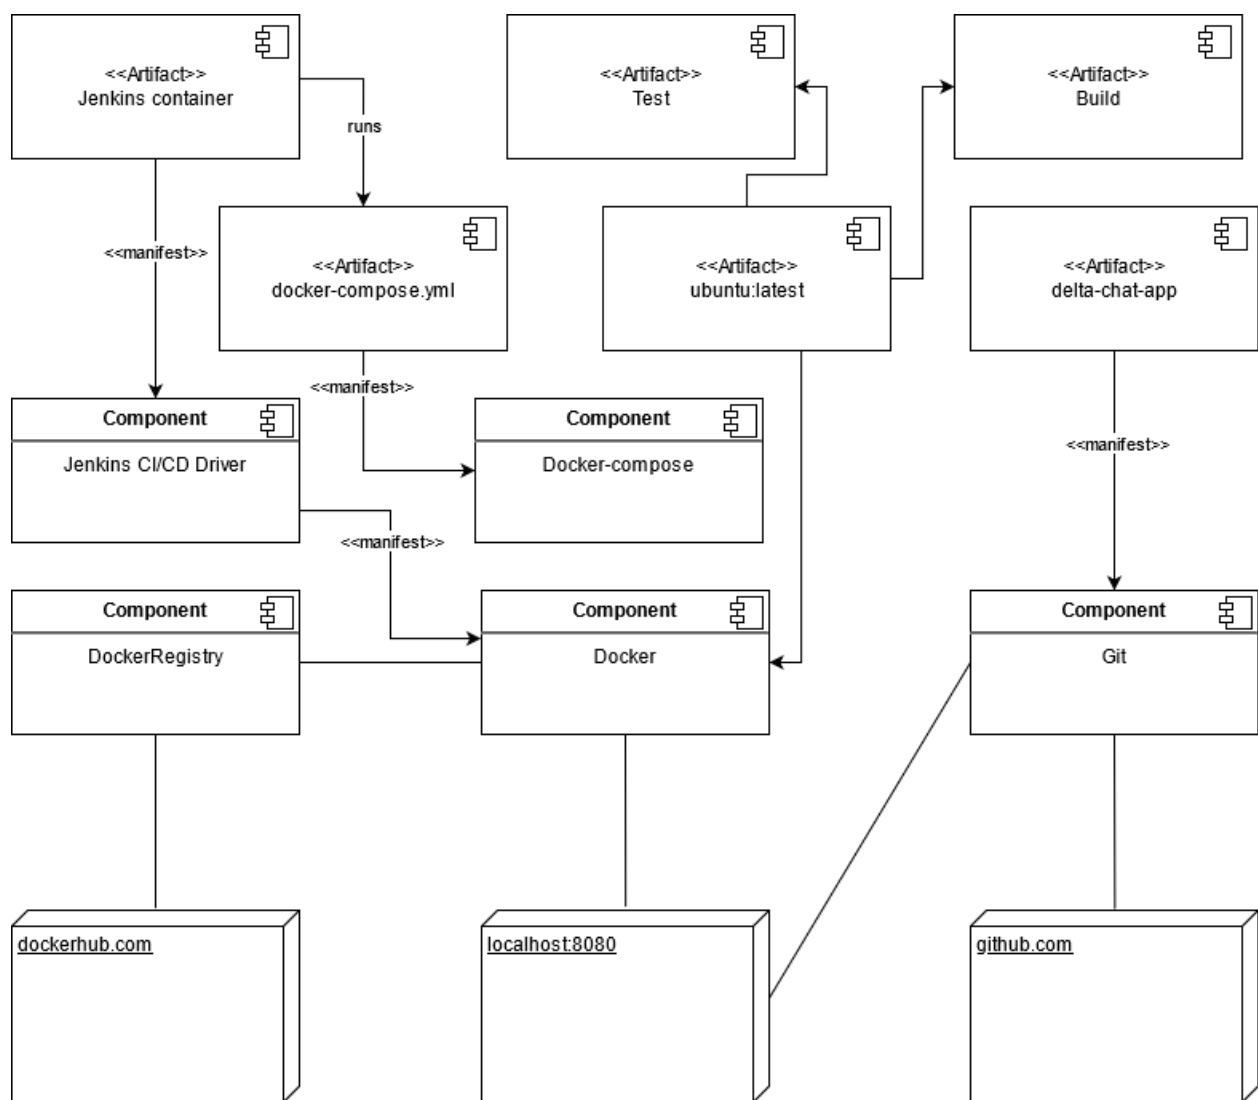 <<Artifact>>
Jenkins container
<<Artifact>>
Test
<<Artifact>>
Build
runs
<<manifest>>
<<Artifact>>
docker-compose.yml
<<Artifact>>
ubuntu:latest
<<Artifact>>
delta-chat-app
<<manifest>>
Component
Jenkins CI/CD Driver
Component
Docker-compose
<<manifest>>
<<manifest>>
Component
DockerRegistry
Component
Docker
Component
Git
dockerhub.com
localhost:8080
github.com